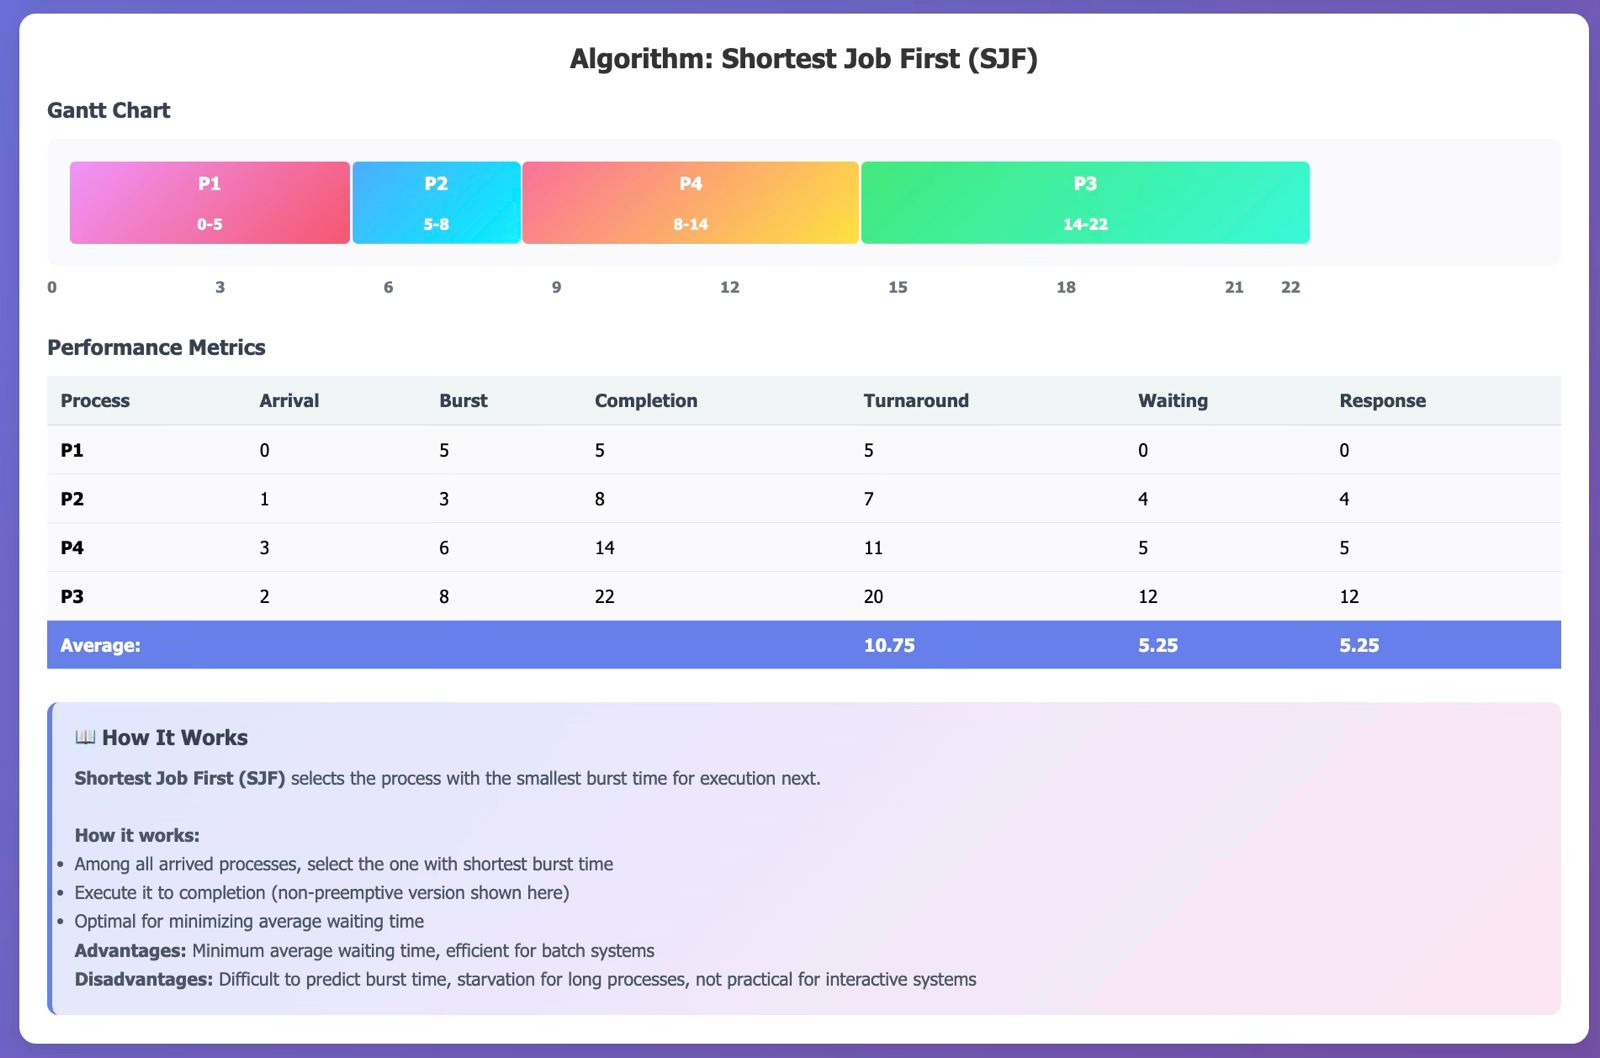 Algorithm: Shortest Job First (SJF)
Gantt Chart
P1 P2 P4 P3
0-5 5-8 8-14 14-22
0 3 6 9 12 15 18 21 22
Performance Metrics
Process Arrival Burst Completion Turnaround Waiting Response
P1 0 5 5 5 0 0
P2 1 3 8 7 4 4
P4 3 6 14 11 5 5
P3 2 8 22 20 12 12
Average: 10.75 5.25 5.25
📖 How It Works
Shortest Job First (SJF) selects the process with the smallest burst time for execution next.
How it works:
• Among all arrived processes, select the one with shortest burst time
• Execute it to completion (non-preemptive version shown here)
• Optimal for minimizing average waiting time
Advantages: Minimum average waiting time, efficient for batch systems
Disadvantages: Difficult to predict burst time, starvation for long processes, not practical for interactive systems